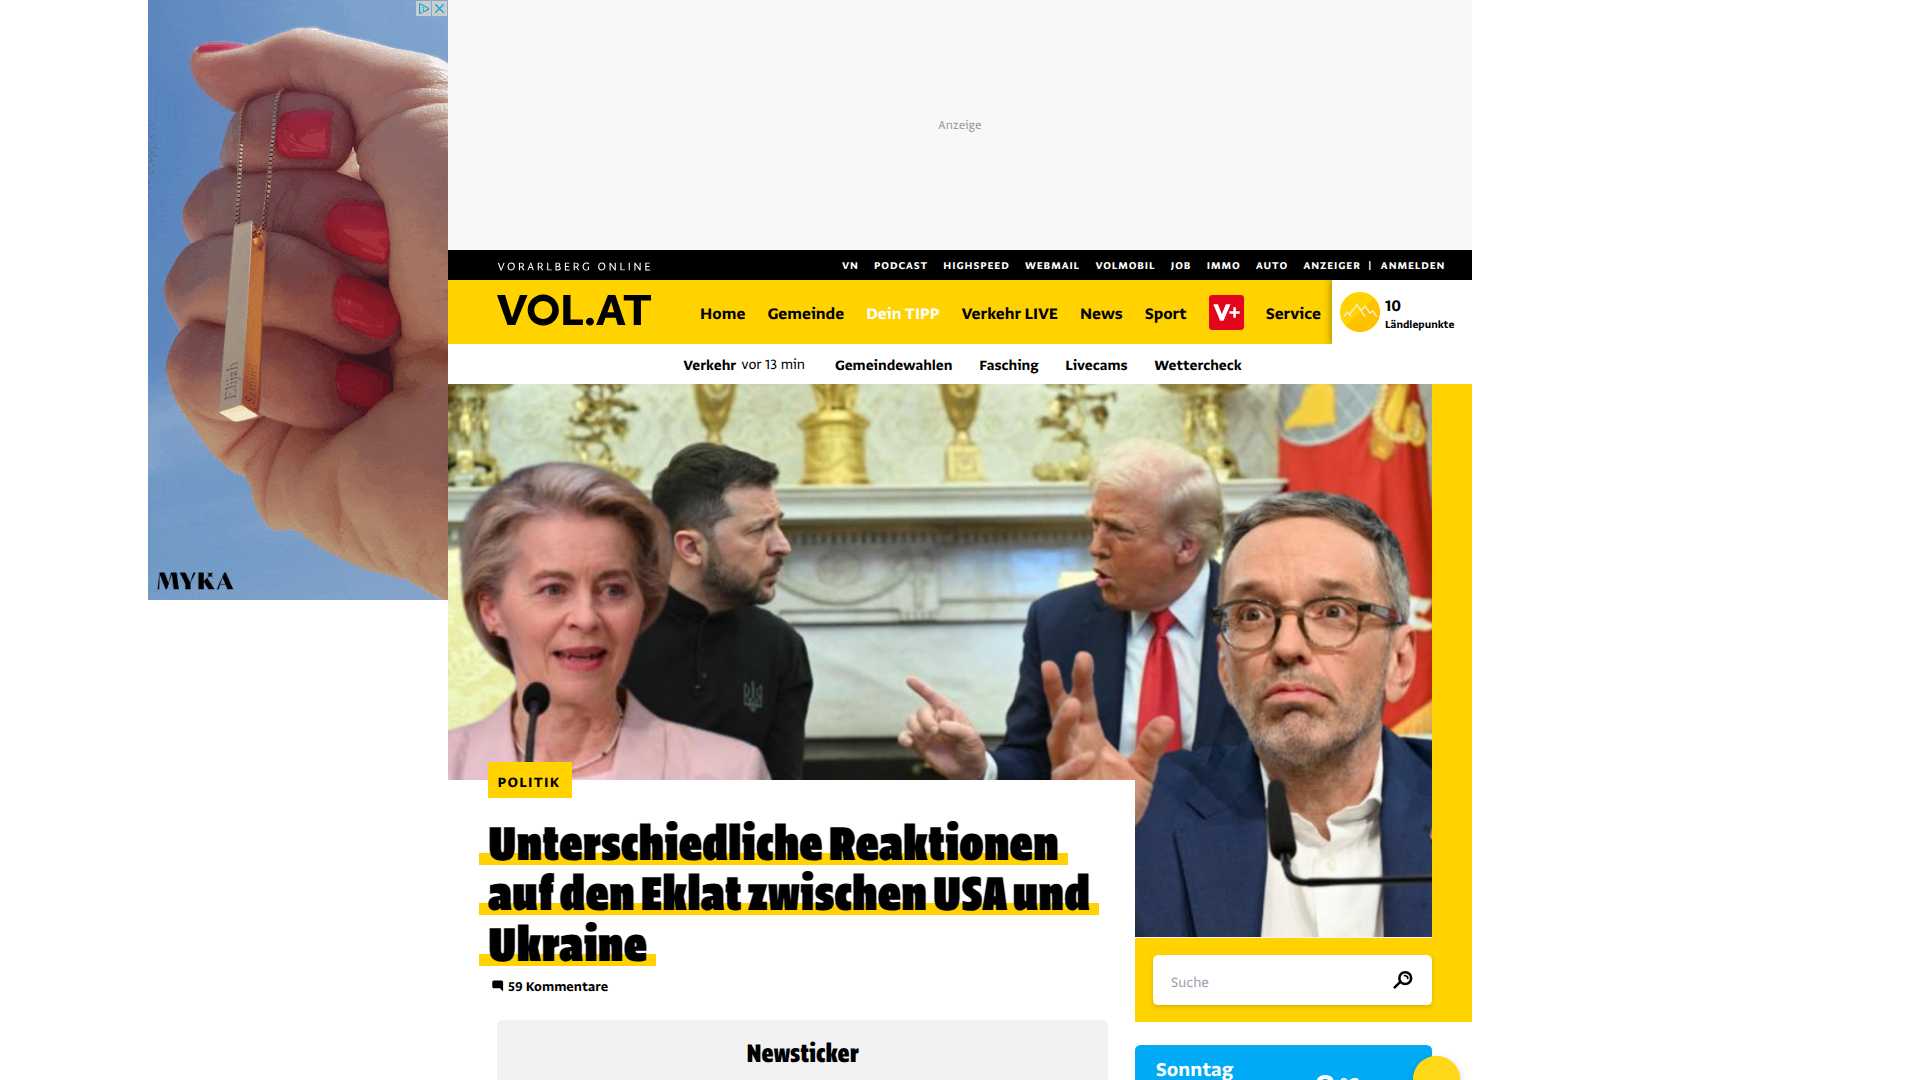 Elijah
MYKA
Anzeige
VORARLBERG ONLINE
VN PODCAST HIGHSPEED WEBMAIL VOLMOBIL JOB IMMO AUTO ANZEIGER | ANMELDEN
VOL.AT
Home Gemeinde Dein TIPP Verkehr LIVE News Sport V+ Service
10
Ländlepunkte
Verkehr vor 13 min Gemeindewahlen Fasching Livecams Wettercheck
POLITIK
Unterschiedliche Reaktionen
auf den Eklat zwischen USA und
Ukraine
59 Kommentare
Suche
Newsticker
Sonntag